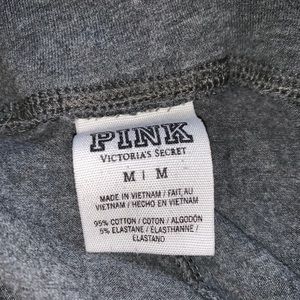 PINK
VICTORIA'S SECRET
M | M
MADE IN VIETNAM / FAIT AU
VIETNAM / HECHO EN VIETNAM
95% COTTON / COTON / ALGODÓN
5% ELASTANE / ÉLASTHANNE /
ELASTANO